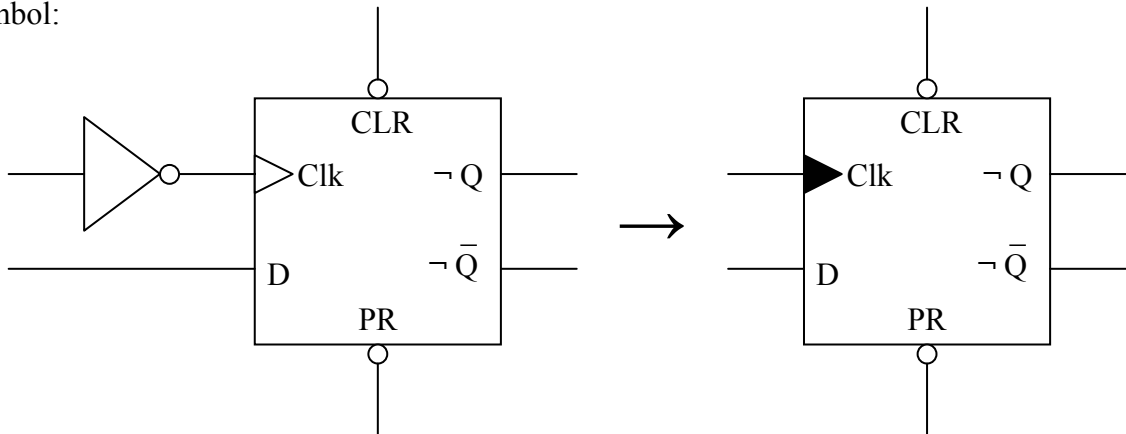 mbol:
CLR
Clk ¬ Q
D ¬ Q̄
PR
→
CLR
Clk ¬ Q
D ¬ Q̄
PR